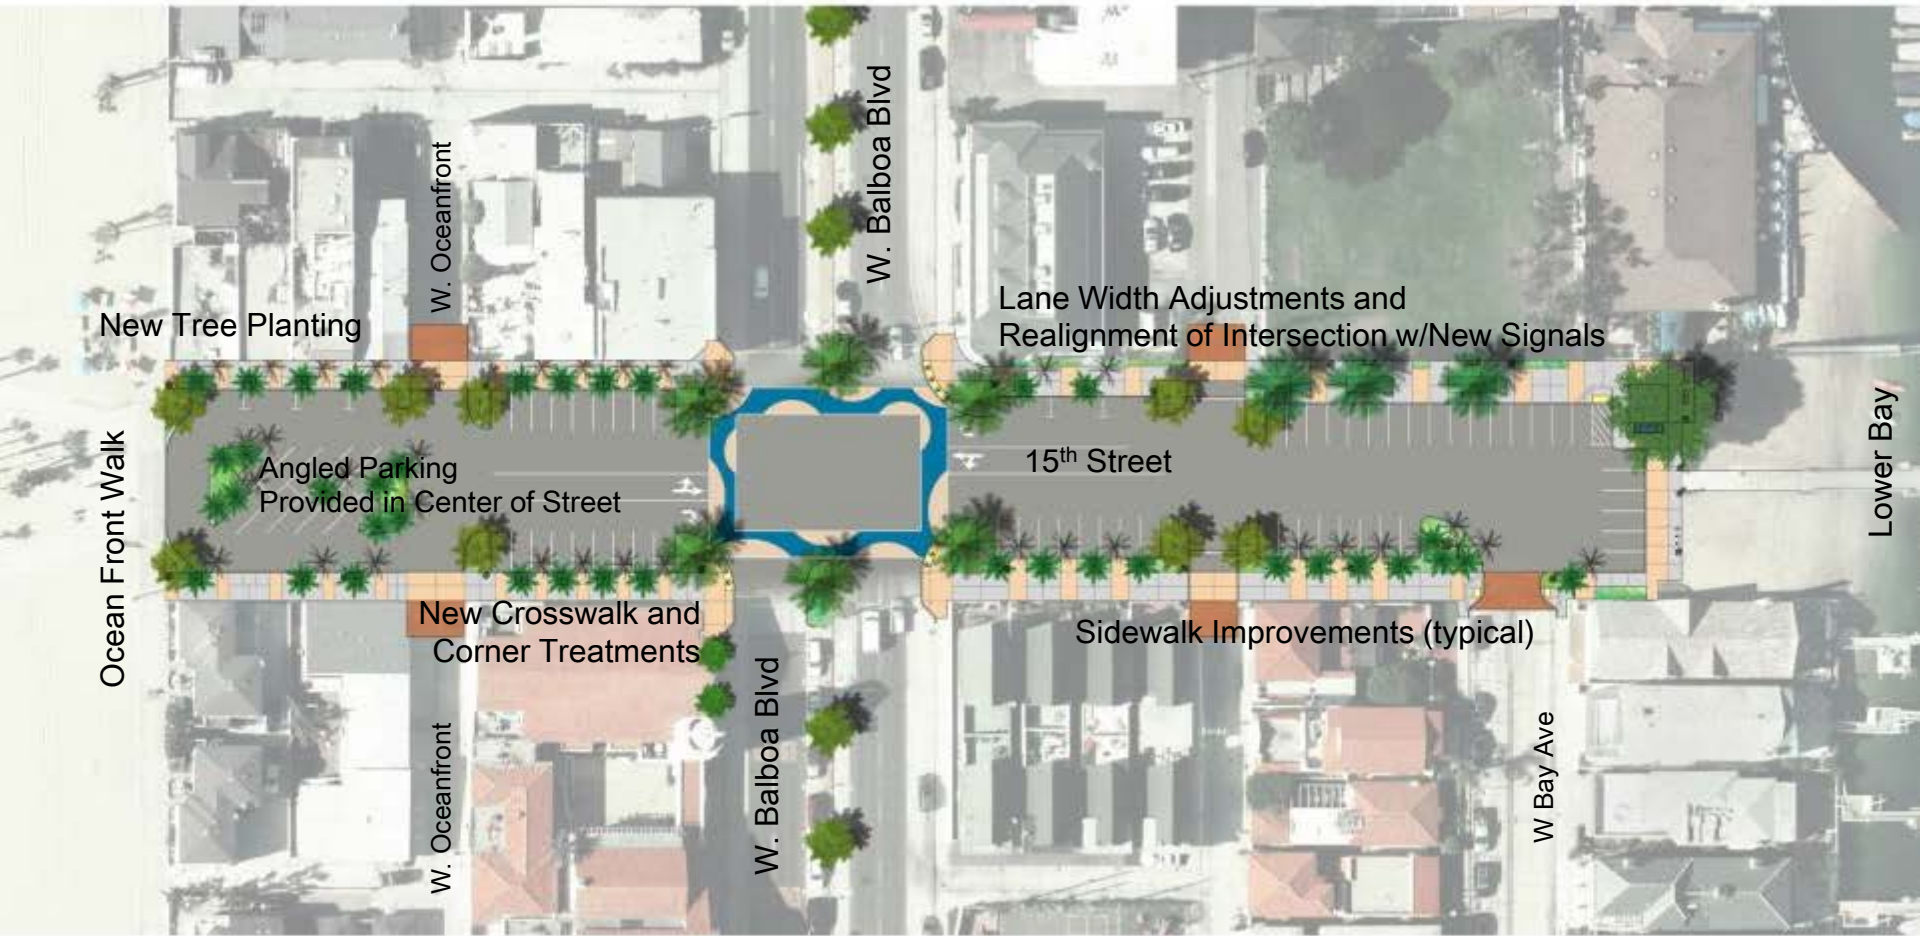 W. Balboa Blvd
W. Oceanfront
Lane Width Adjustments and
Realignment of Intersection w/New Signals
New Tree Planting
Angled Parking
Provided in Center of Street
15th Street
Ocean Front Walk
Lower Bay
New Crosswalk and
Corner Treatments
Sidewalk Improvements (typical)
W. Oceanfront
W. Balboa Blvd
W Bay Ave